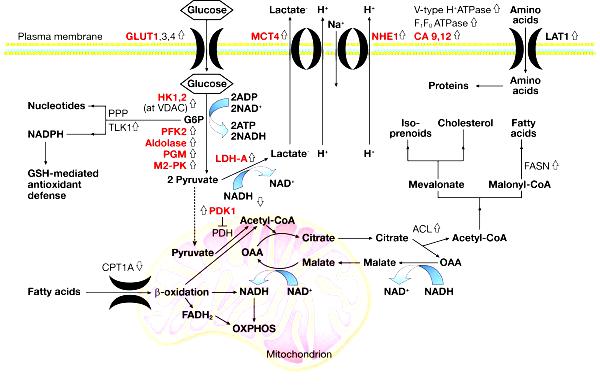 Glucose
Lactate⁻
H⁺
Na⁺
H⁺
V-type H⁺ATPase ⇧
F₁F₀ ATPase ⇧
Amino
acids
Plasma membrane
GLUT1,3,4 ⇧
MCT4 ⇧
NHE1 ⇧
CA 9,12 ⇧
LAT1 ⇧
Glucose
Proteins
Amino
acids
HK1,2
(at VDAC) ⇧
2ADP
2NAD⁺
Nucleotides
PPP
G6P
TLK1 ⇧
2ATP
2NADH
NADPH
PFK2 ⇧
Aldolase ⇧
PGM ⇧
M2-PK ⇧
GSH-mediated
antioxidant
defense
LDH-A ⇧
Lactate⁻
H⁺
H⁺
2 Pyruvate
NADH
NAD⁺
Iso-
prenoids
Cholesterol
Fatty
acids
FASN ⇧
Mevalonate
Malonyl-CoA
⇧ PDK1
PDH
⇩
Acetyl-CoA
Pyruvate
OAA
Citrate
Citrate
ACL ⇧
Acetyl-CoA
Malate
Malate
OAA
CPT1A ⇩
Fatty acids
β-oxidation
NADH
NAD⁺
NAD⁺
NADH
FADH₂
OXPHOS
Mitochondrion